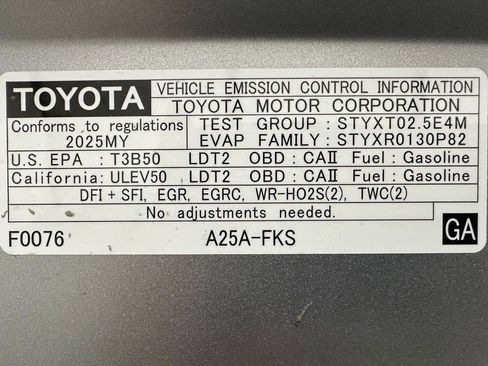 TOYOTA
VEHICLE EMISSION CONTROL INFORMATION
TOYOTA MOTOR CORPORATION
Conforms to regulations
2025MY
TEST GROUP : STYXT02.5E4M
EVAP FAMILY : STYXR0130P82
U.S. EPA : T3B50 LDT2 OBD : CAII Fuel : Gasoline
California: ULEV50 LDT2 OBD : CAII Fuel : Gasoline
DFI + SFI, EGR, EGRC, WR-HO2S(2), TWC(2)
No adjustments needed.
F0076 A25A-FKS GA